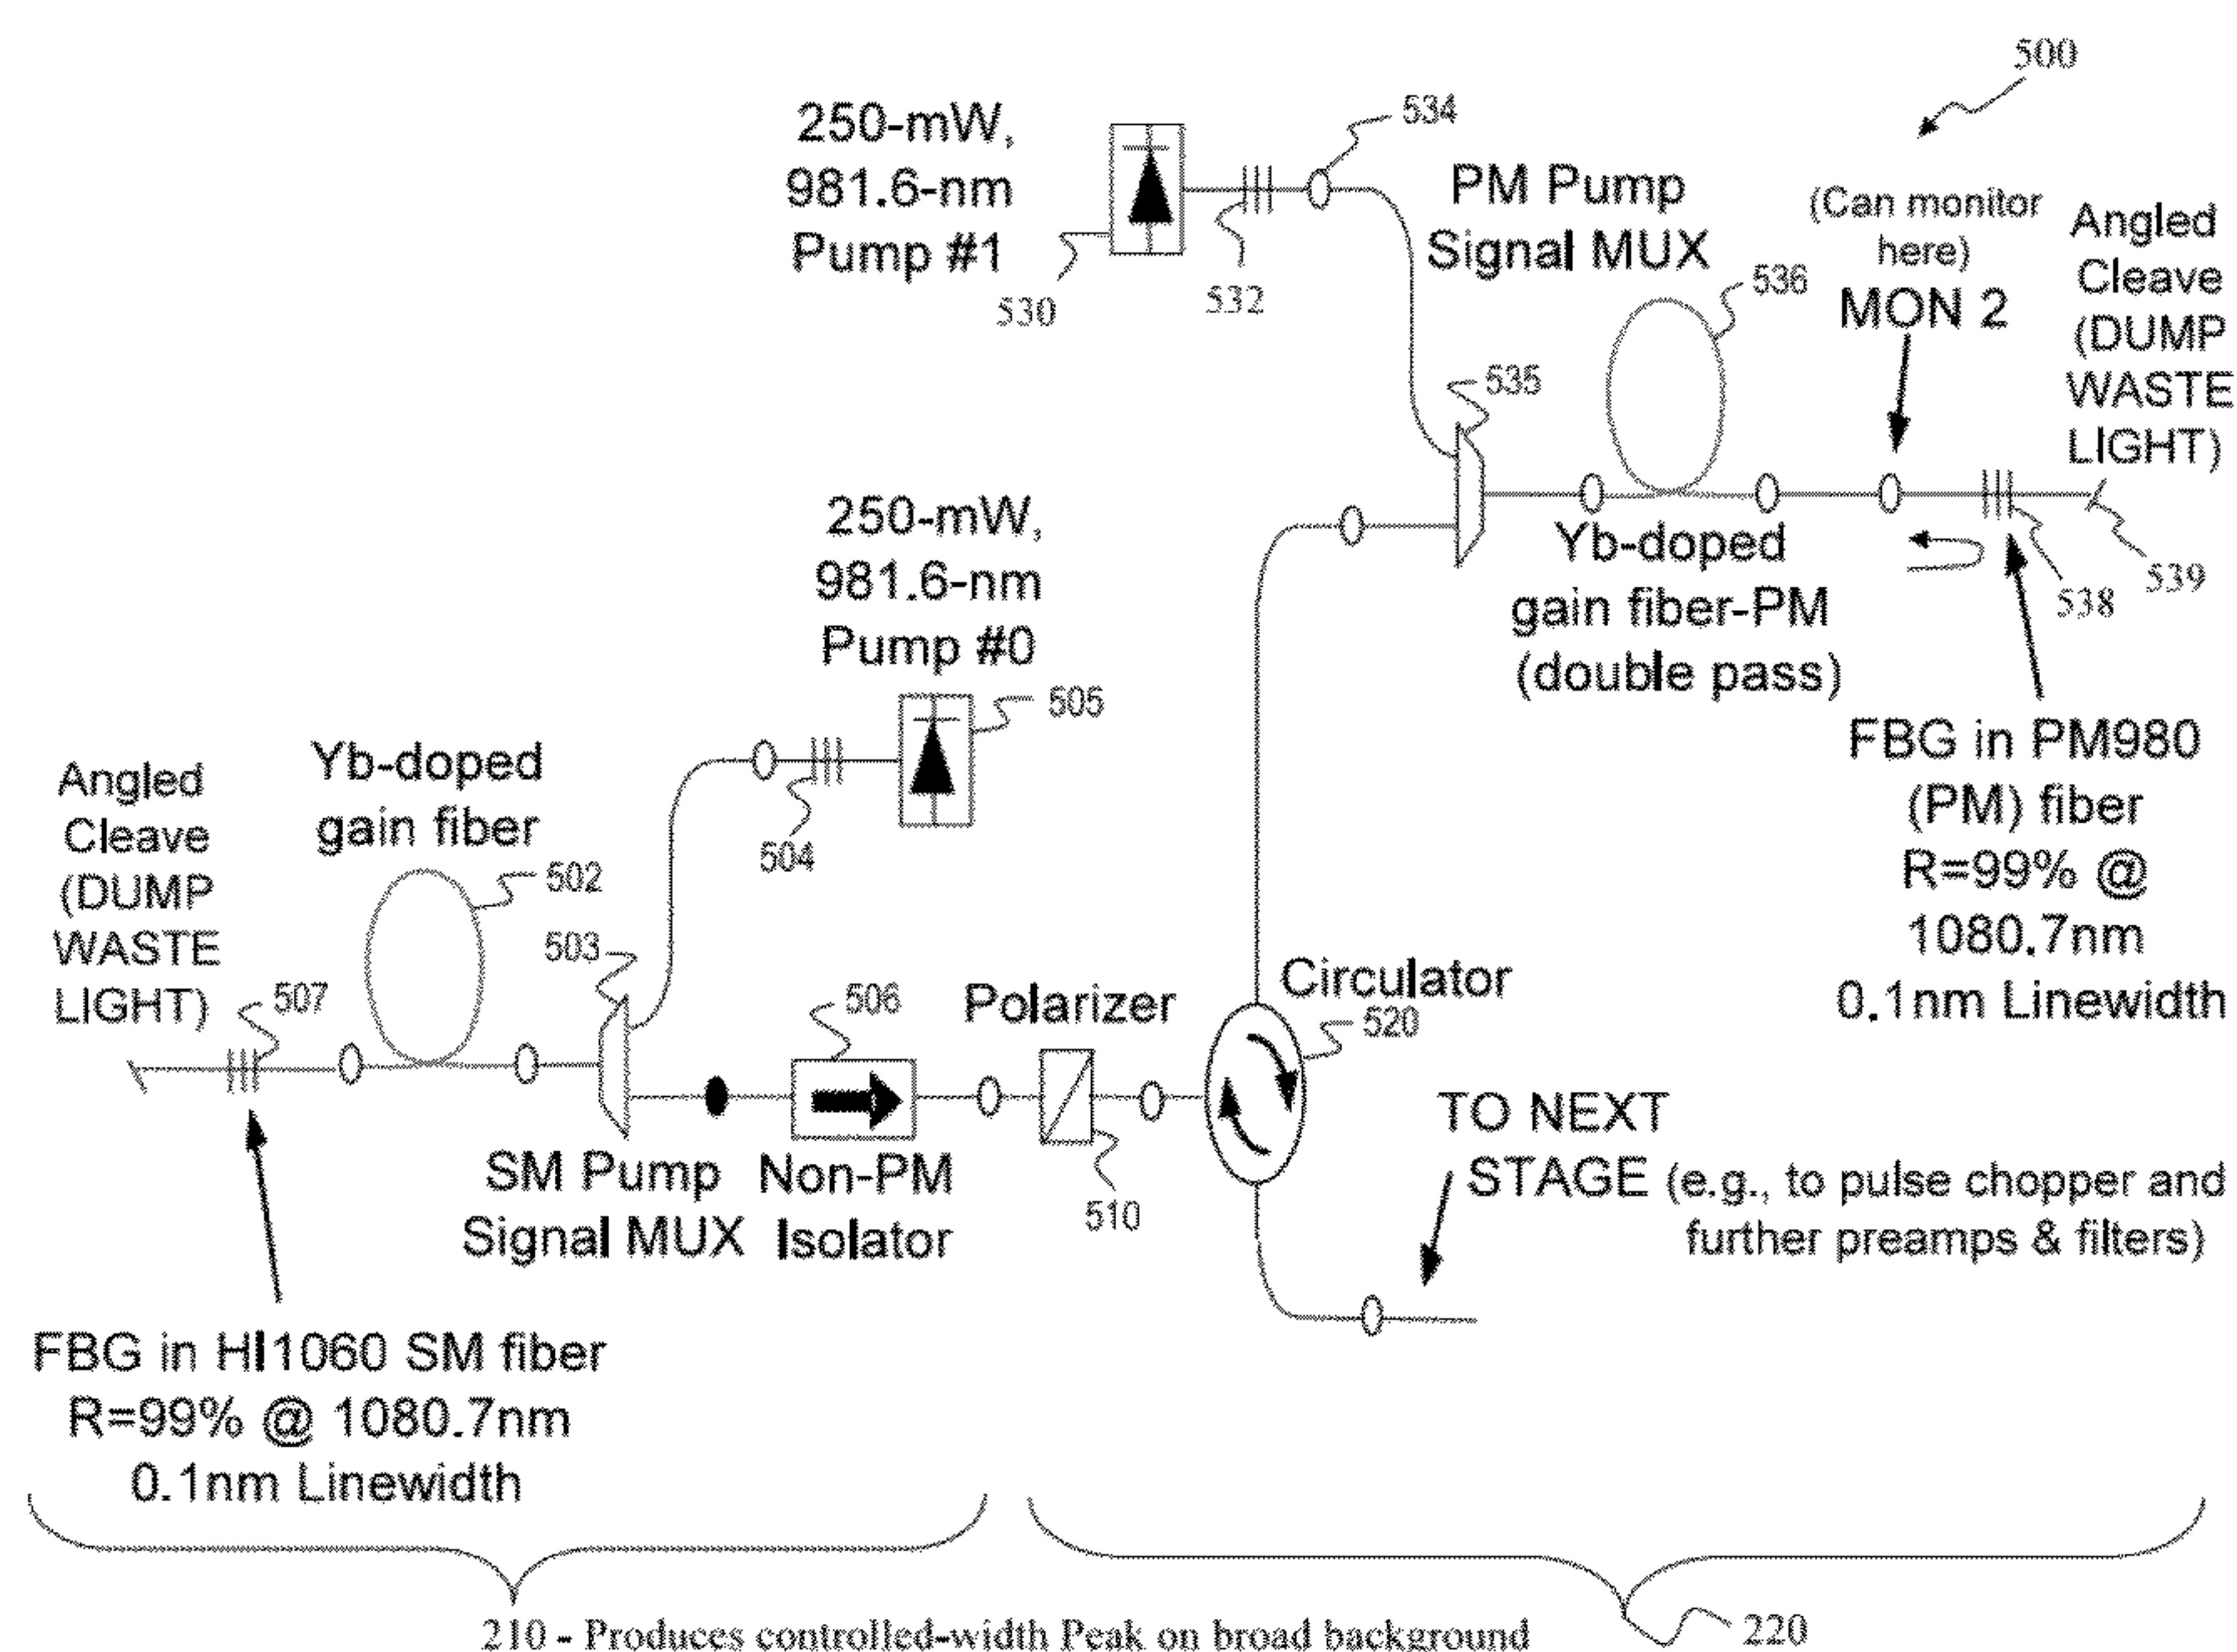 500
250-mW,
981.6-nm
Pump #1
530
532
534
PM Pump
Signal MUX
535
536
(Can monitor
here)
MON 2
Angled
Cleave
(DUMP
WASTE
LIGHT)
539
538
Yb-doped
gain fiber-PM
(double pass)
FBG in PM980
(PM) fiber
R=99% @
1080.7nm
0.1nm Linewidth
250-mW,
981.6-nm
Pump #0
505
504
Angled
Cleave
(DUMP
WASTE
LIGHT)
Yb-doped
gain fiber
502
503
507
506
Polarizer
Circulator
520
SM Pump
Signal MUX
Non-PM
Isolator
510
TO NEXT
STAGE (e.g., to pulse chopper and
further preamps & filters)
FBG in HI1060 SM fiber
R=99% @ 1080.7nm
0.1nm Linewidth
210 - Produces controlled-width Peak on broad background
220